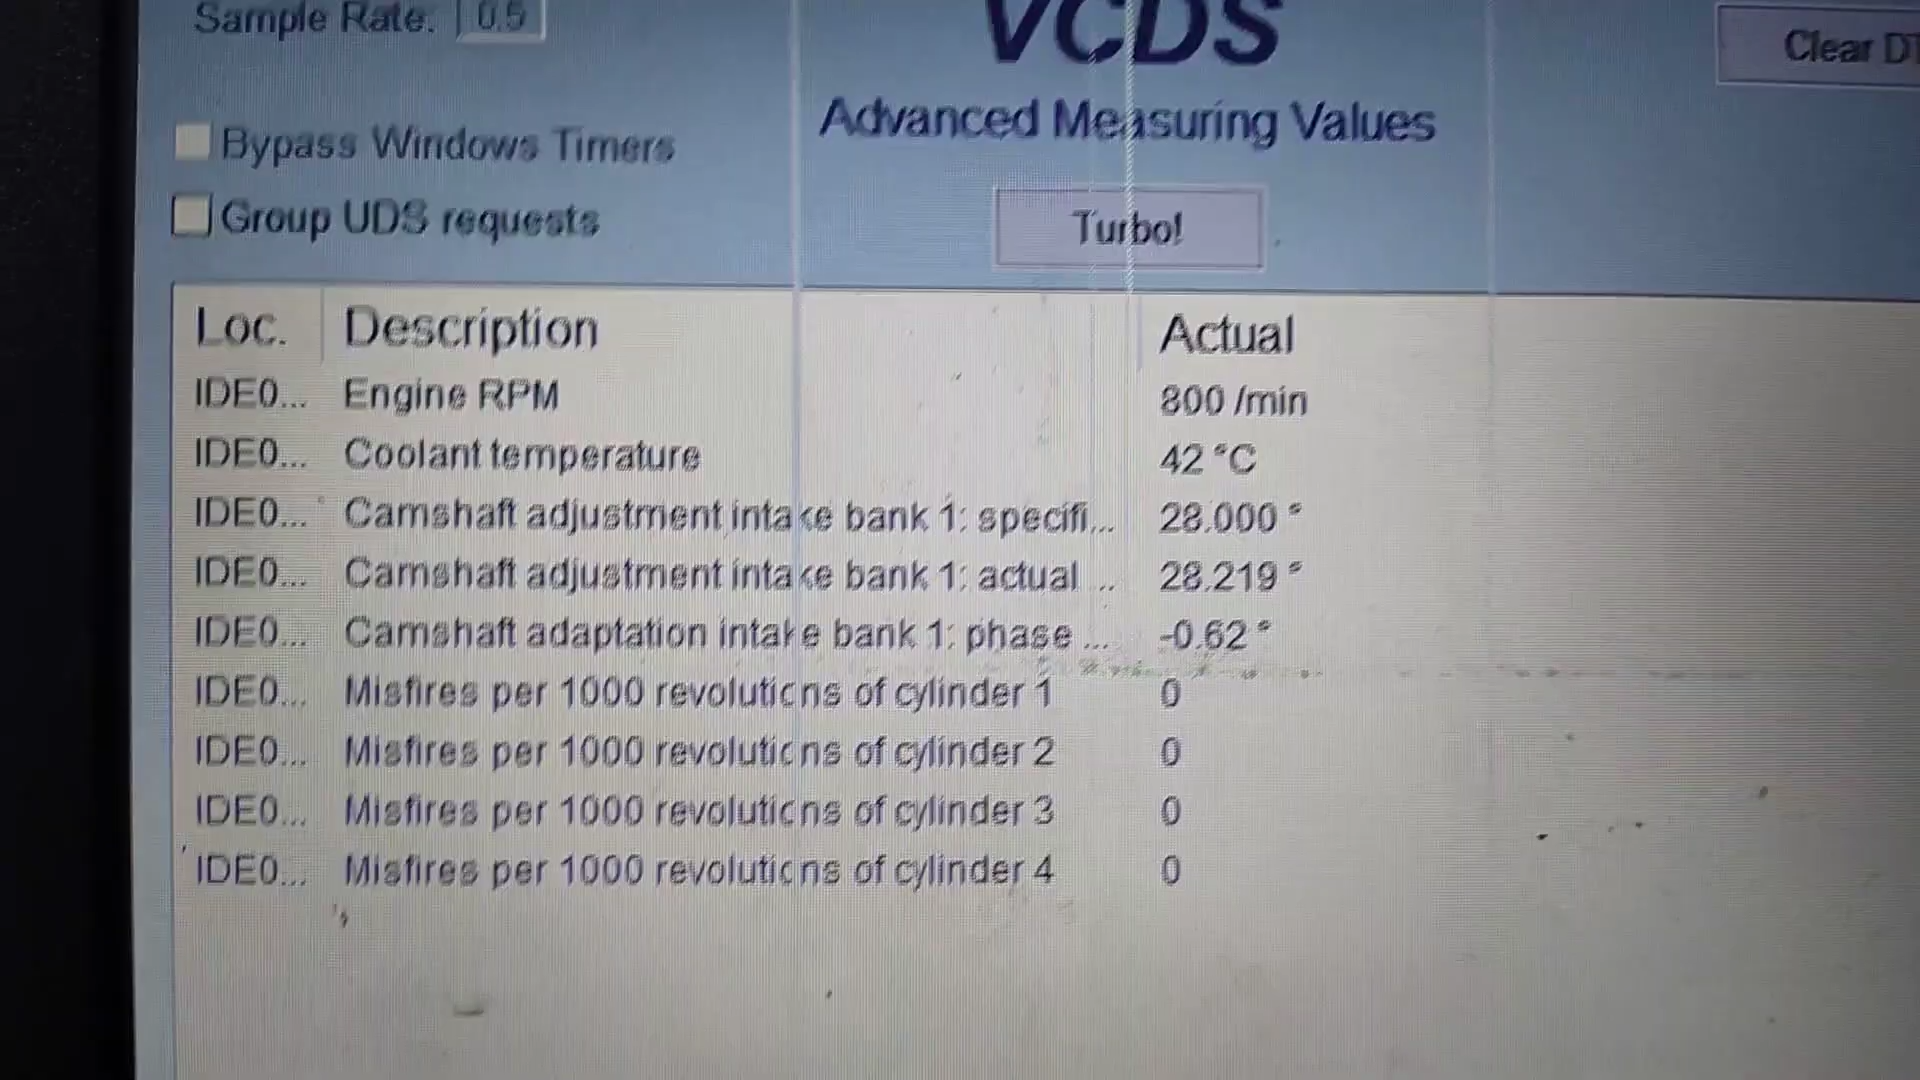 Sample Rate: 0.5
VCDS
Clear DT
Advanced Measuring Values
Bypass Windows Timers
Group UDS requests
Turbo!
Loc. Description Actual
IDE0... Engine RPM 800 /min
IDE0... Coolant temperature 42 °C
IDE0... Camshaft adjustment intake bank 1: specifi... 28.000 °
IDE0... Camshaft adjustment intake bank 1: actual ... 28.219 °
IDE0... Camshaft adaptation intake bank 1: phase ... -0.62 °
IDE0... Misfires per 1000 revolutions of cylinder 1 0
IDE0... Misfires per 1000 revolutions of cylinder 2 0
IDE0... Misfires per 1000 revolutions of cylinder 3 0
IDE0... Misfires per 1000 revolutions of cylinder 4 0